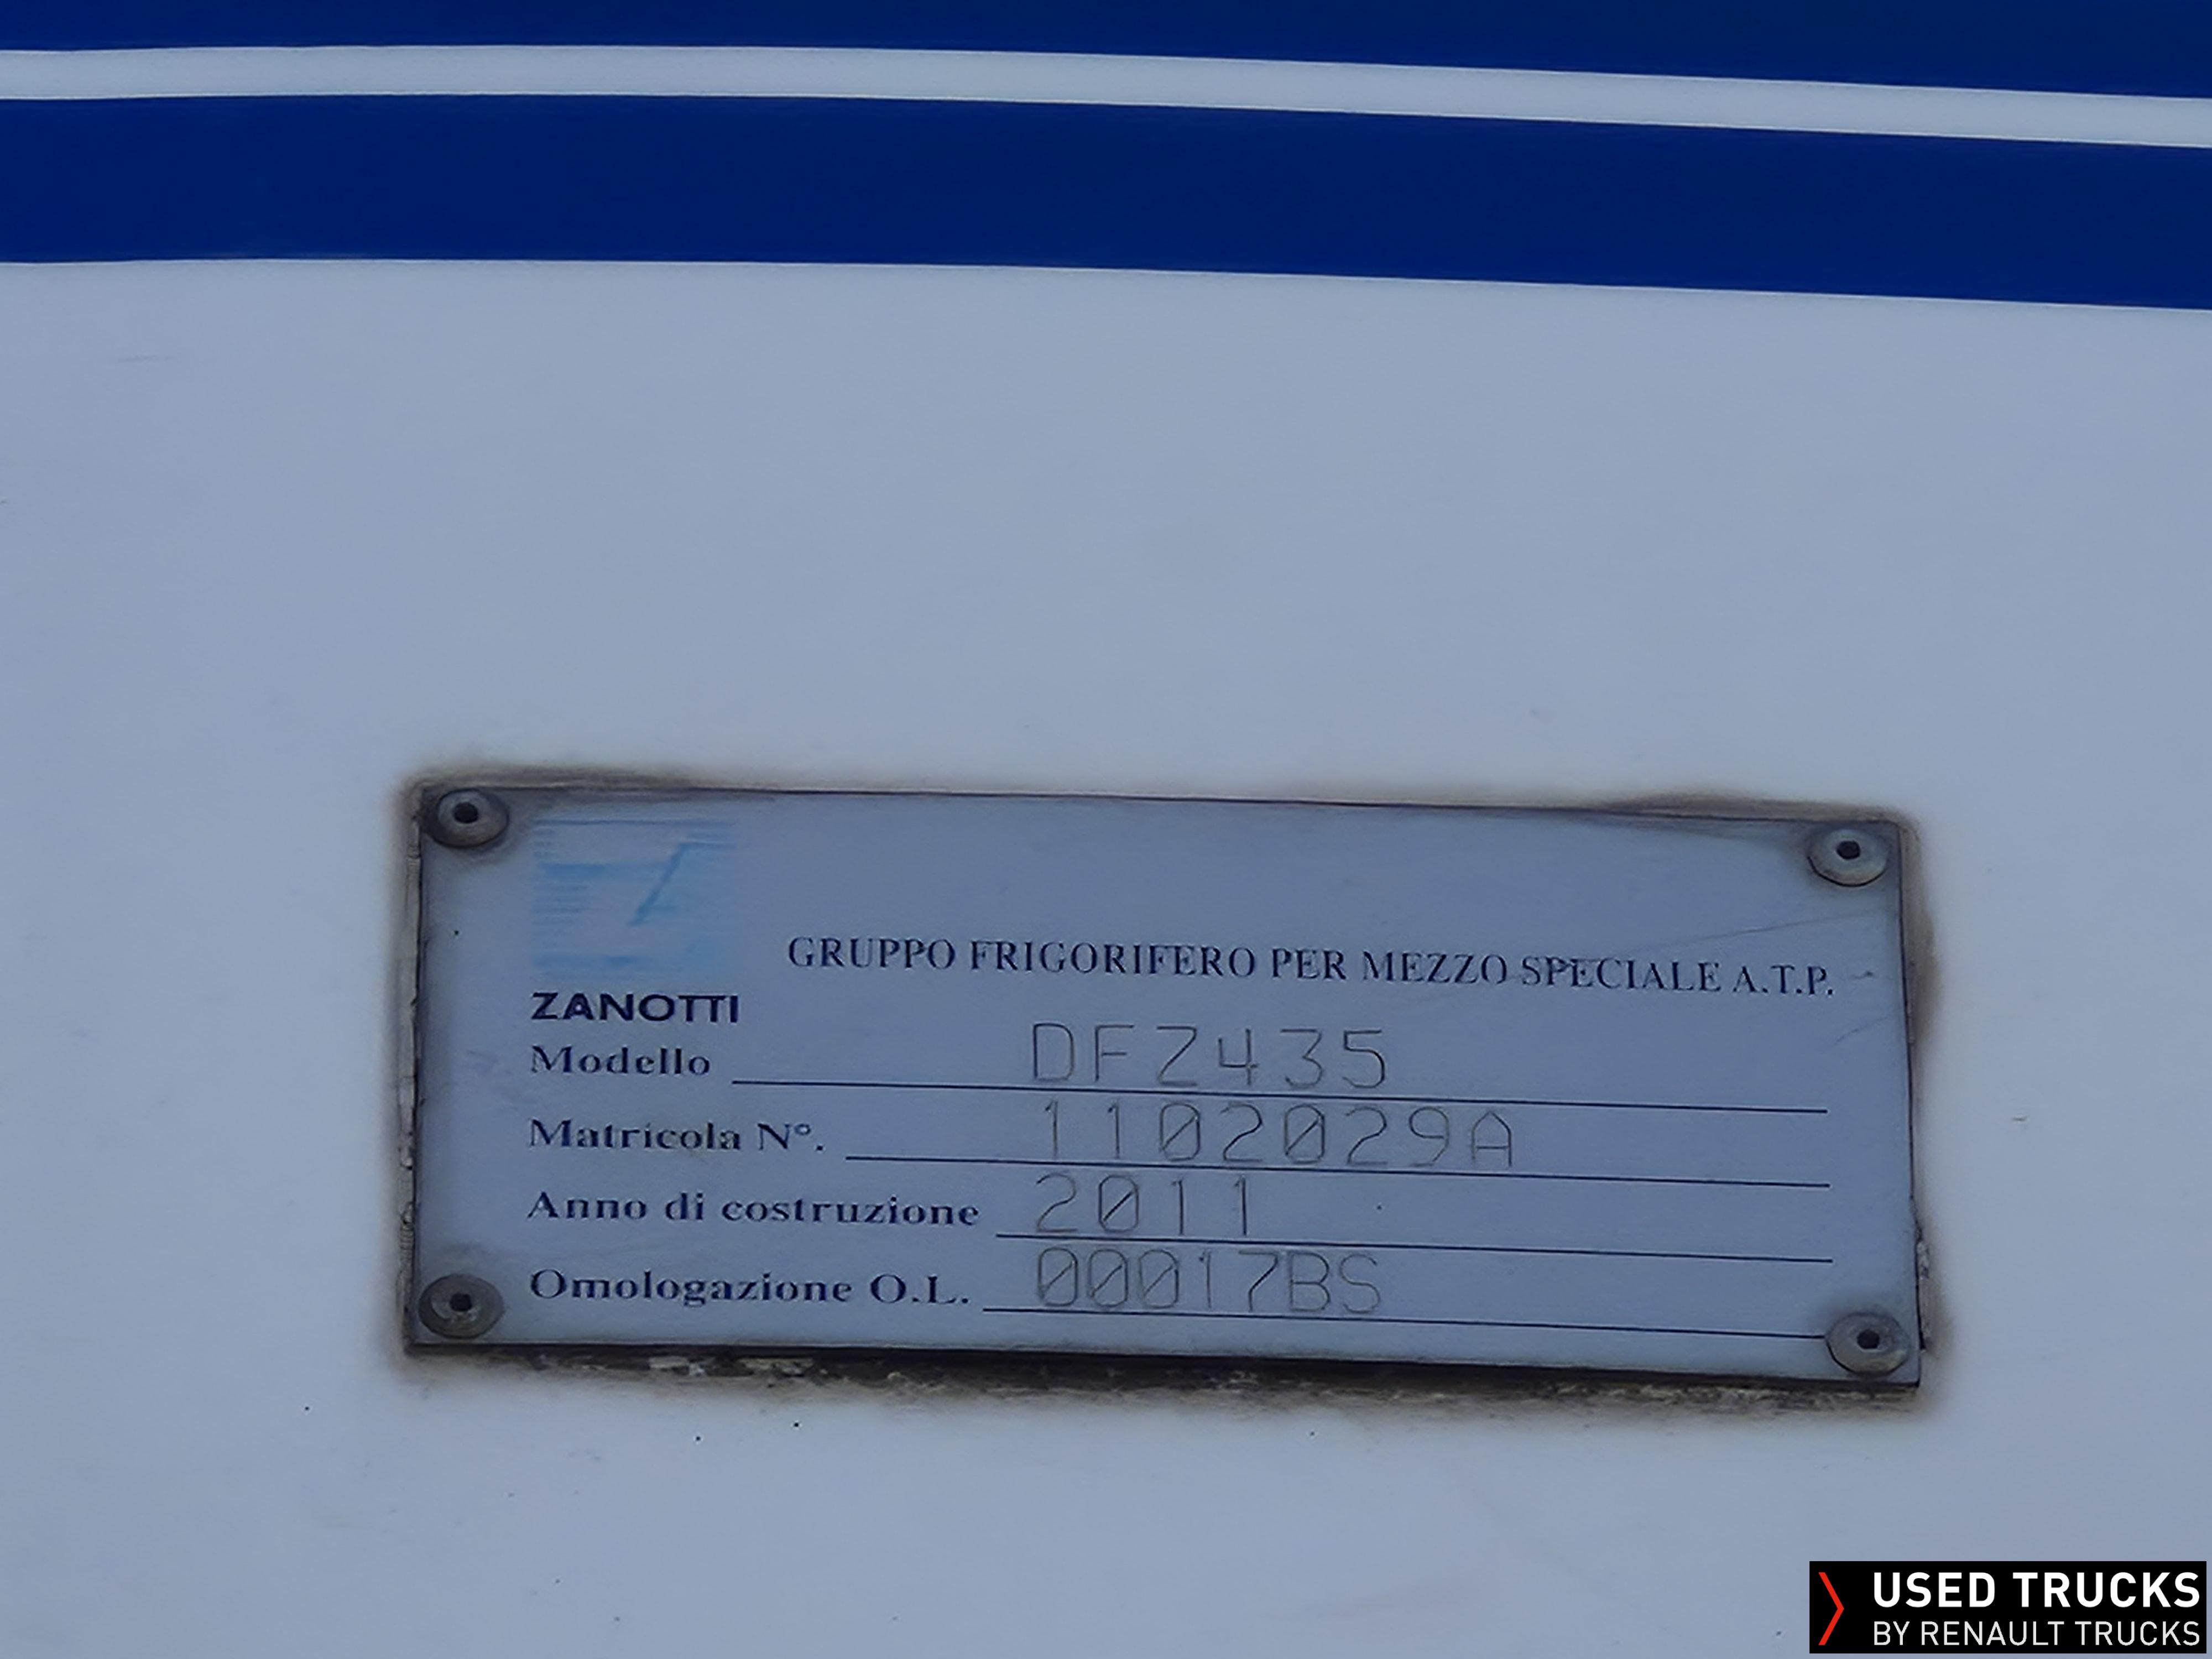 GRUPPO FRIGORIFERO PER MEZZO SPECIALE A.T.P.
ZANOTTI
Modello DFZ435
Matricola N°. 1102029A
Anno di costruzione 2011
Omologazione O.L. 00017BS
USED TRUCKS
BY RENAULT TRUCKS